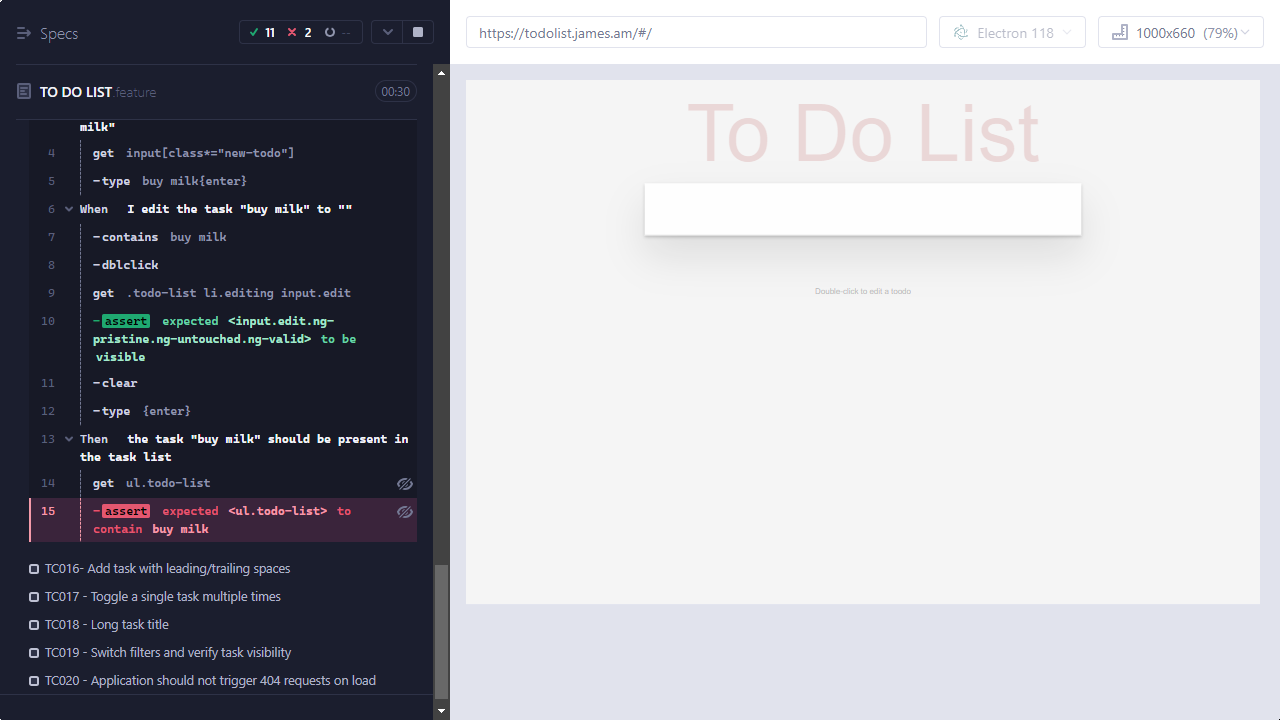 Specs
11
2
--
TO DO LIST.feature
00:30
milk"
4 get input[class*="new-todo"]
5 -type buy milk{enter}
6 When I edit the task "buy milk" to ""
7 -contains buy milk
8 -dblclick
9 get .todo-list li.editing input.edit
10 -assert expected <input.edit.ng-
pristine.ng-untouched.ng-valid> to be
visible
11 -clear
12 -type {enter}
13 Then the task "buy milk" should be present in
the task list
14 get ul.todo-list
15 -assert expected <ul.todo-list> to
contain buy milk
TC016- Add task with leading/trailing spaces
TC017 - Toggle a single task multiple times
TC018 - Long task title
TC019 - Switch filters and verify task visibility
TC020 - Application should not trigger 404 requests on load
https://todolist.james.am/#/
Electron 118
1000x660 (79%)
To Do List
Double-click to edit a toodo